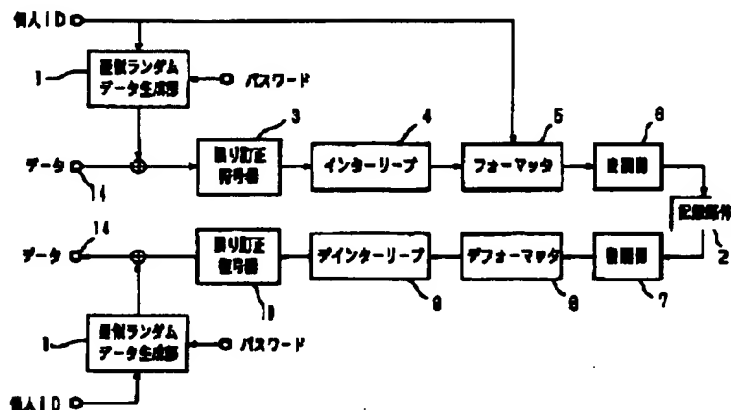 個人ID
1
疑似ランダム
データ生成部
パスワード
3
4
5
6
データ
14
誤り訂正
符号器
インターリーブ
フォーマッタ
変調部
記録媒体
2
14
データ
誤り訂正
復号器
デインターリーブ
デフォーマッタ
復調部
9
7
疑似ランダム
データ生成部
パスワード
個人ID